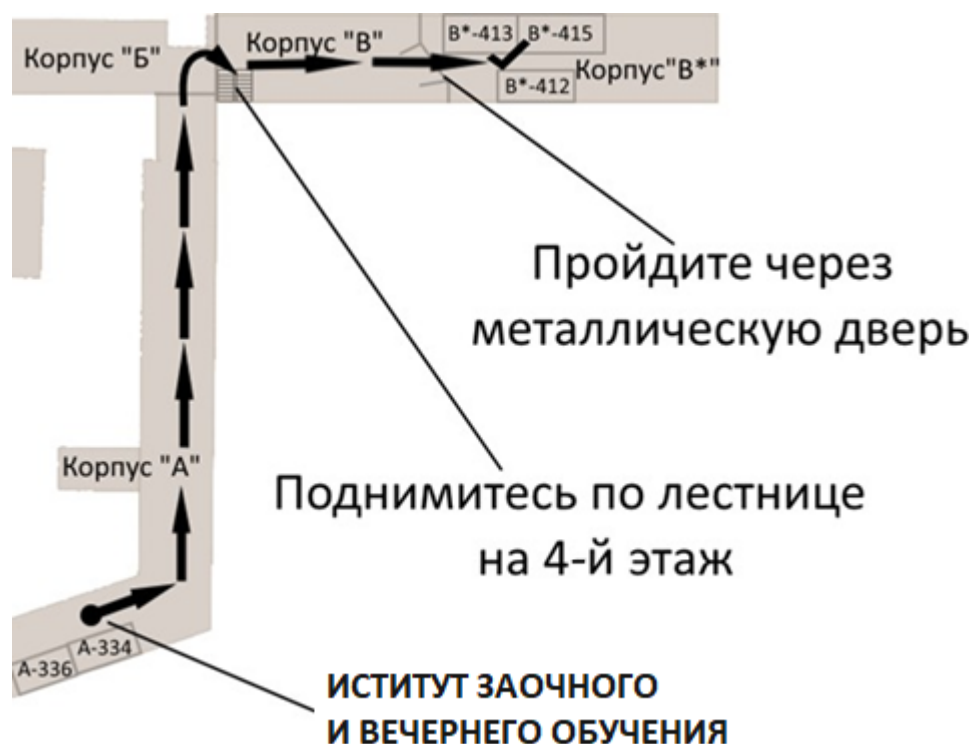 Корпус "Б"
Корпус "В"
В*-413
В*-415
Корпус"В*"
В*-412
Пройдите через
металлическую дверь
Корпус "А"
Поднимитесь по лестнице
на 4-й этаж
А-334
А-336
ИСТИТУТ ЗАОЧНОГО
И ВЕЧЕРНЕГО ОБУЧЕНИЯ